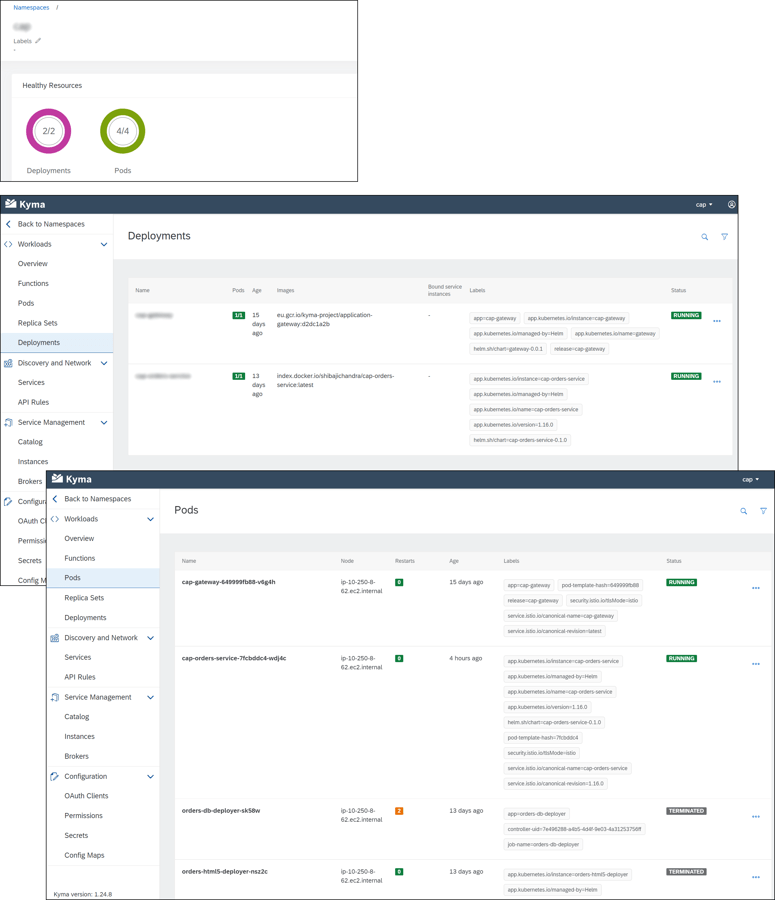 Namespaces /
Labels
-
Healthy Resources
2/2
4/4
Deployments
Pods
Kyma
cap
Back to Namespaces
Workloads
Overview
Functions
Pods
Replica Sets
Deployments
Discovery and Network
Services
API Rules
Service Management
Catalog
Instances
Brokers
Configura
OAuth Cl
Permissi
Secrets
Config M
Deployments
Name Pods Age Images Bound service instances Labels Status
1/1
15 days ago
eu.gcr.io/kyma-project/application-gateway:d2dc1a2b
-
app=cap-gateway app.kubernetes.io/instance=cap-gateway
app.kubernetes.io/managed-by=Helm app.kubernetes.io/name=gateway
helm.sh/chart=gateway-0.0.1 release=cap-gateway
RUNNING
1/1
13 days ago
index.docker.io/shibajichandra/cap-orders-service:latest
-
app.kubernetes.io/instance=cap-orders-service
app.kubernetes.io/managed-by=Helm
app.kubernetes.io/name=cap-orders-service
app.kubernetes.io/version=1.16.0
helm.sh/chart=cap-orders-service-0.1.0
RUNNING
Kyma
cap
Back to Namespaces
Workloads
Overview
Functions
Pods
Replica Sets
Deployments
Discovery and Network
Services
API Rules
Service Management
Catalog
Instances
Brokers
Configuration
OAuth Clients
Permissions
Secrets
Config Maps
Kyma version: 1.24.8
Pods
Name Node Restarts Age Labels Status
cap-gateway-649999fb88-v6g4h
ip-10-250-8-62.ec2.internal
0
15 days ago
app=cap-gateway pod-template-hash=649999fb88
release=cap-gateway security.istio.io/tlsMode=istio
service.istio.io/canonical-name=cap-gateway
service.istio.io/canonical-revision=latest
RUNNING
cap-orders-service-7fcbddc4-wdj4c
ip-10-250-8-62.ec2.internal
0
4 hours ago
app.kubernetes.io/instance=cap-orders-service
app.kubernetes.io/managed-by=Helm
app.kubernetes.io/name=cap-orders-service
app.kubernetes.io/version=1.16.0
helm.sh/chart=cap-orders-service-0.1.0
pod-template-hash=7fcbddc4
security.istio.io/tlsMode=istio
service.istio.io/canonical-name=cap-orders-service
service.istio.io/canonical-revision=1.16.0
RUNNING
orders-db-deployer-sk58w
ip-10-250-8-62.ec2.internal
2
13 days ago
app=orders-db-deployer
controller-uid=7e496288-a4b5-4d4f-9e03-4a31253756ff
job-name=orders-db-deployer
TERMINATED
orders-html5-deployer-nsz2c
ip-10-250-8-62.ec2.internal
0
13 days ago
app.kubernetes.io/instance=orders-html5-deployer
app.kubernetes.io/managed-by=Helm
TERMINATED